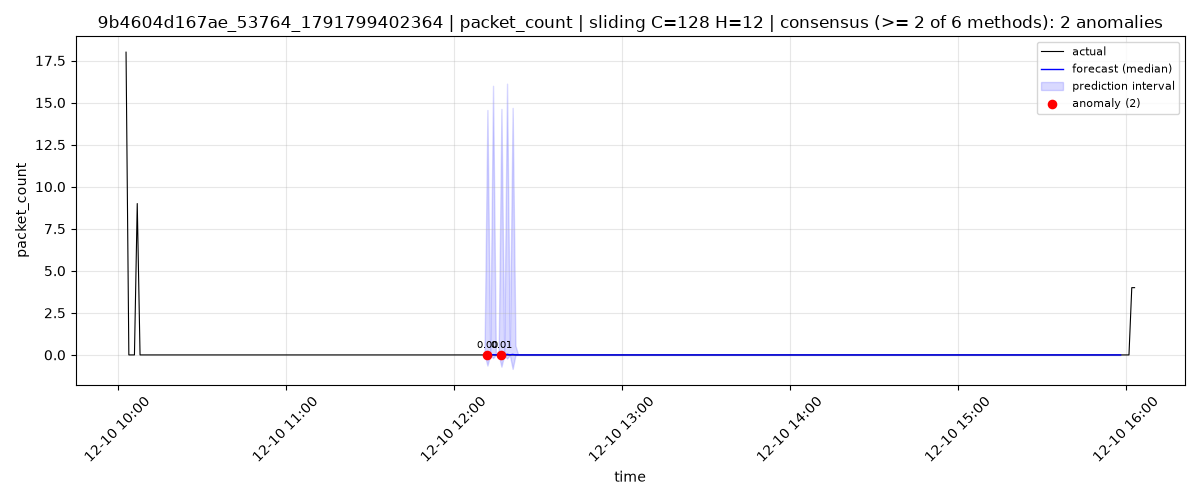 9b4604d167ae_53764_1791799402364 | packet_count | sliding C=128 H=12 | consensus (>= 2 of 6 methods): 2 anomalies
actual
forecast (median)
prediction interval
anomaly (2)
packet_count
17.5
15.0
12.5
10.0
7.5
5.0
2.5
0.0
0.01
12-10 10:00
12-10 11:00
12-10 12:00
12-10 13:00
12-10 14:00
12-10 15:00
12-10 16:00
time